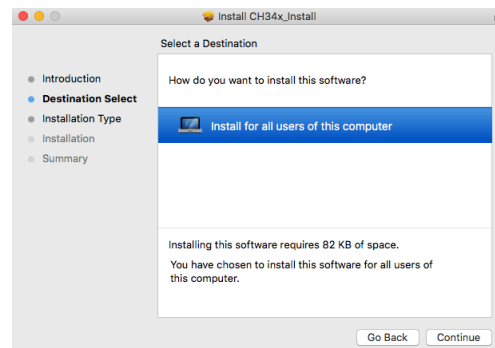 Install CH34x_Install
Select a Destination
Introduction
Destination Select
Installation Type
Installation
Summary
How do you want to install this software?
Install for all users of this computer
Installing this software requires 82 KB of space.
You have chosen to install this software for all users of
this computer.
Go Back
Continue